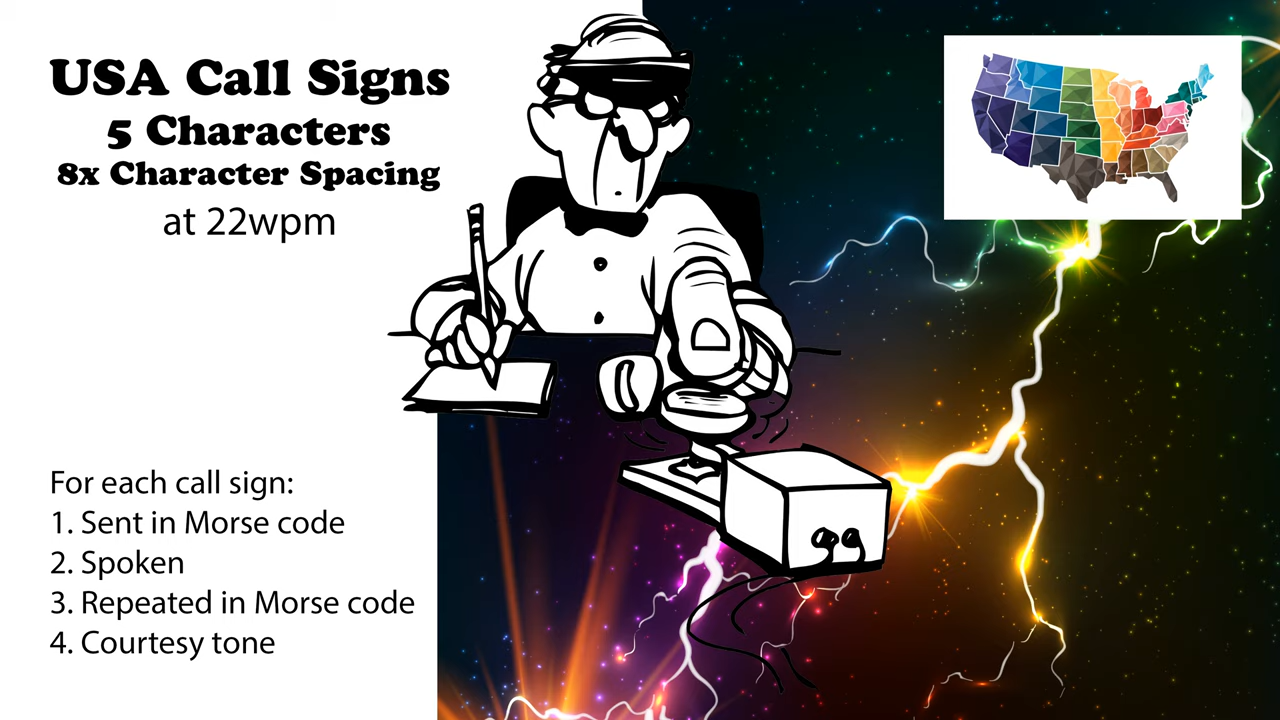 USA Call Signs
5 Characters
8x Character Spacing
at 22wpm
For each call sign:
1. Sent in Morse code
2. Spoken
3. Repeated in Morse code
4. Courtesy tone